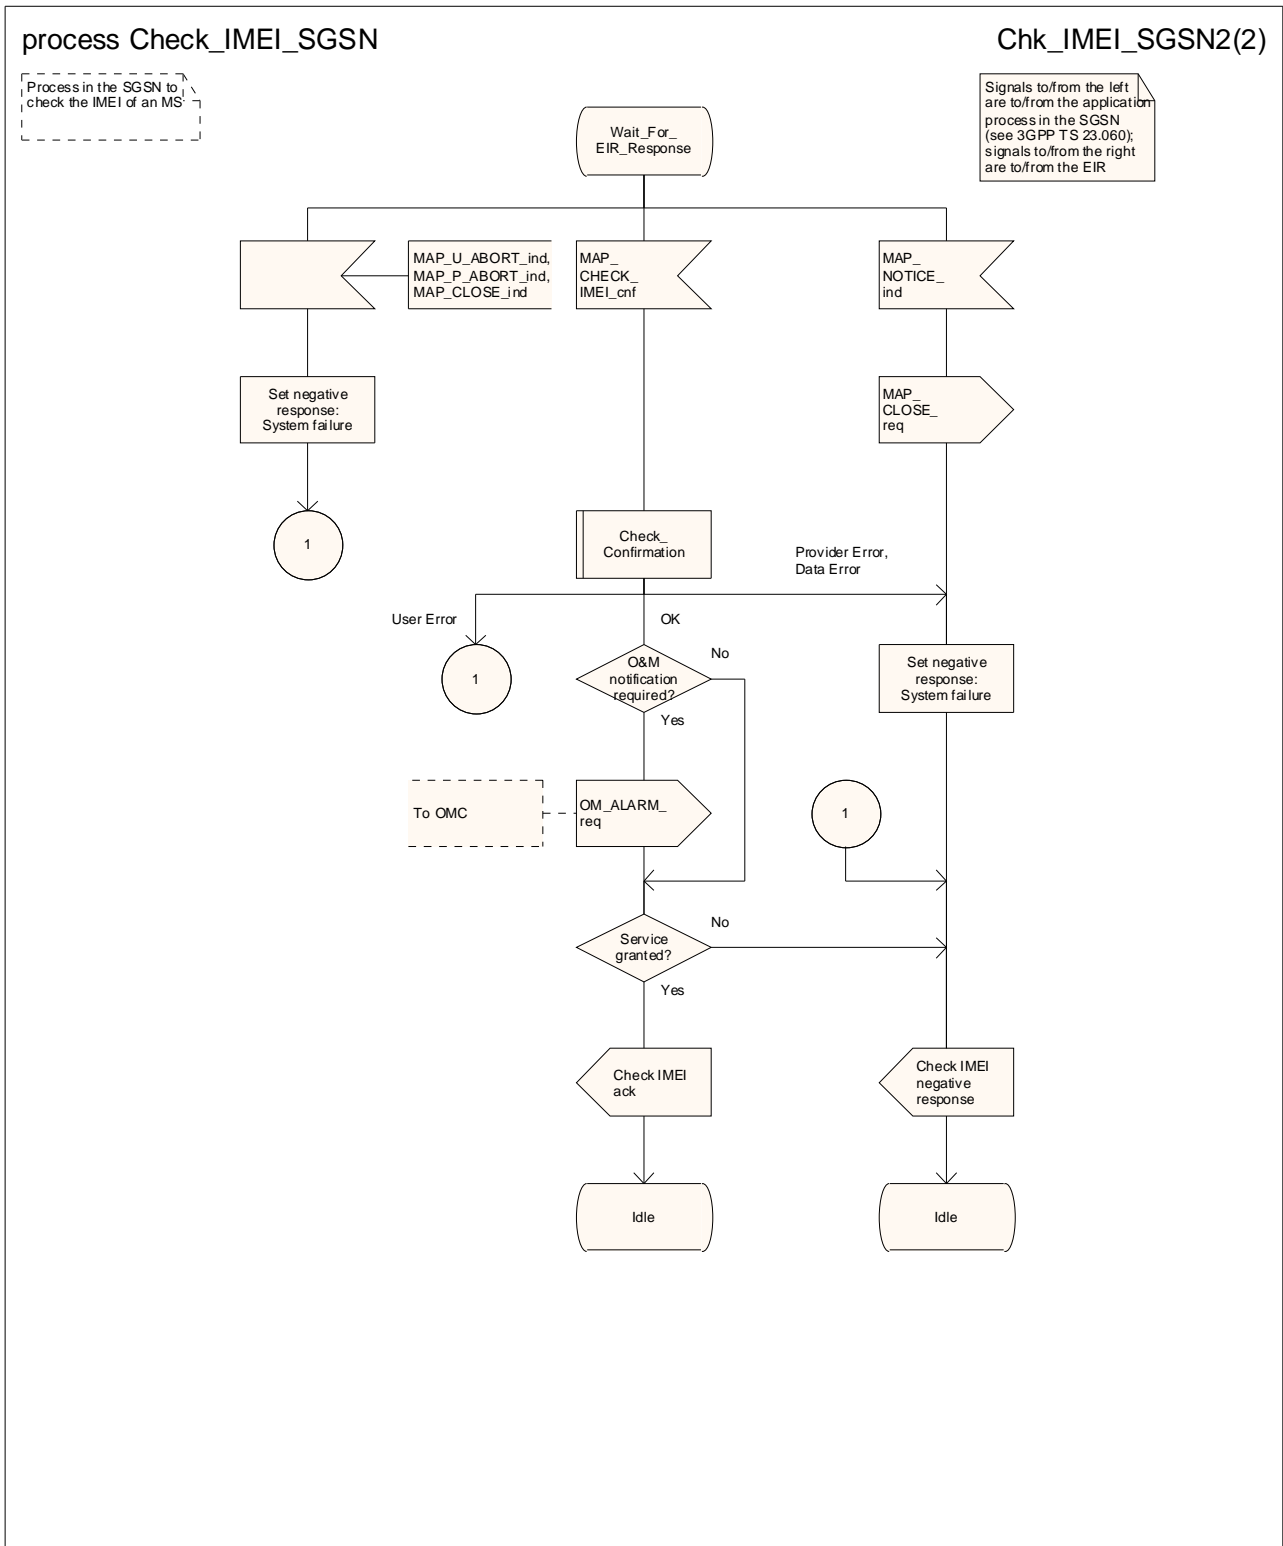 process Check_IMEI_SGSN
Chk_IMEI_SGSN2(2)
Process in the SGSN to
check the IMEI of an MS
Signals to/from the left
are to/from the application
process in the SGSN
(see 3GPP TS 23.060);
signals to/from the right
are to/from the EIR
Wait_For_
EIR_Response
MAP_U_ABORT_ind,
MAP_P_ABORT_ind,
MAP_CLOSE_ind
MAP_
CHECK_
IMEI_cnf
MAP_
NOTICE_
ind
Set negative
response:
System failure
MAP_
CLOSE_
req
1
Check_
Confirmation
Provider Error,
Data Error
User Error
OK
1
O&M
notification
required?
No
Yes
Set negative
response:
System failure
To OMC
OM_ALARM_
req
1
Service
granted?
No
Yes
Check IMEI
ack
Check IMEI
negative
response
Idle
Idle